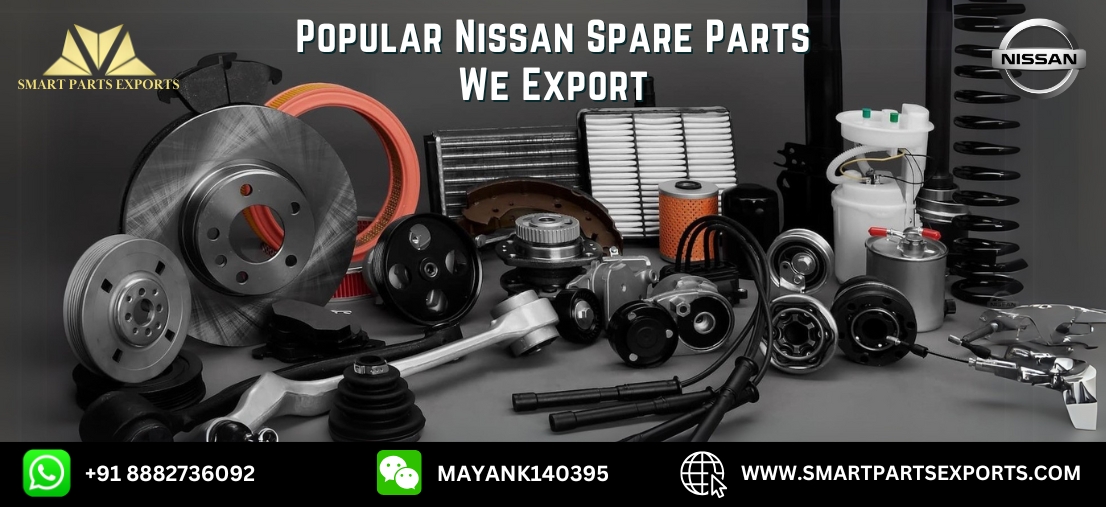 Popular Nissan Spare Parts
We Export
SMART PARTS EXPORTS
NISSAN
+91 8882736092
MAYANK140395
WWW.SMARTPARTSEXPORTS.COM